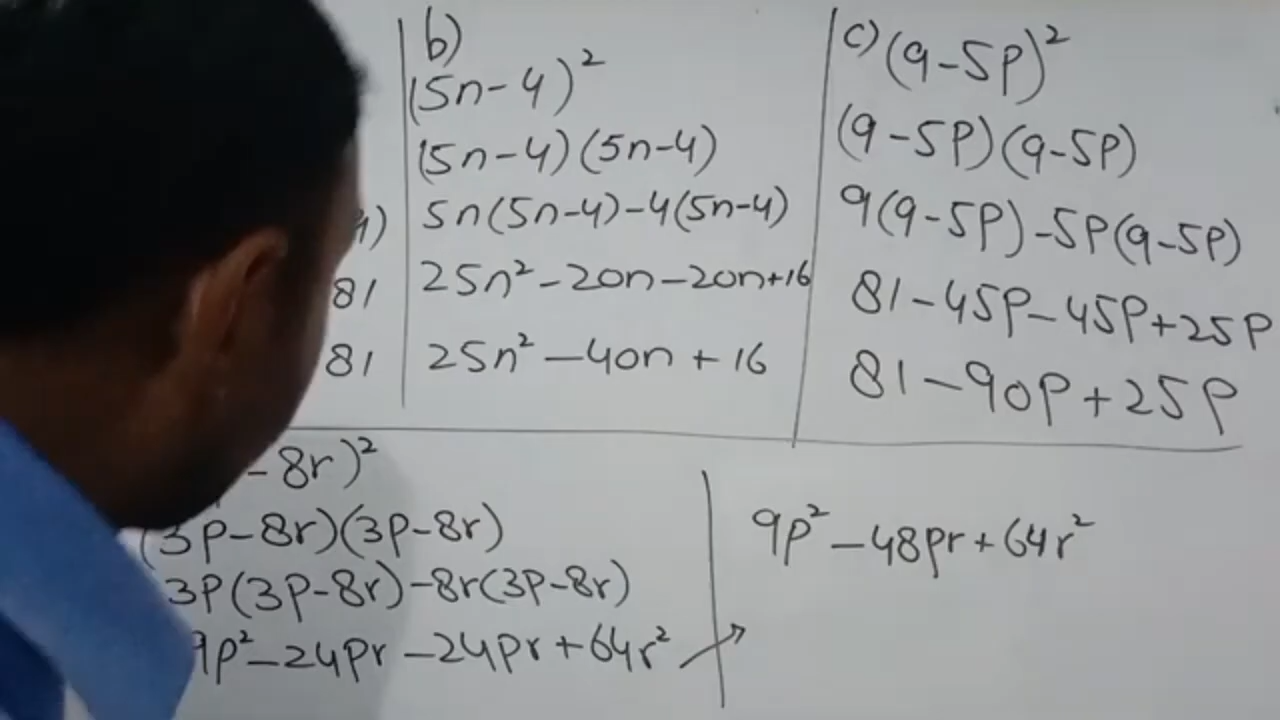 4)
81
81
b)
(5n-4)²
(5n-4)(5n-4)
5n(5n-4)-4(5n-4)
25n²-20n-20n+16
25n²-40n+16
c) (9-5p)²
(9-5p)(9-5p)
9(9-5p)-5p(9-5p)
81-45p-45p+25p
81-90p+25p
-8r)²
(3p-8r)(3p-8r)
3p(3p-8r)-8r(3p-8r)
9p²-24pr-24pr+64r²
9p²-48pr+64r²